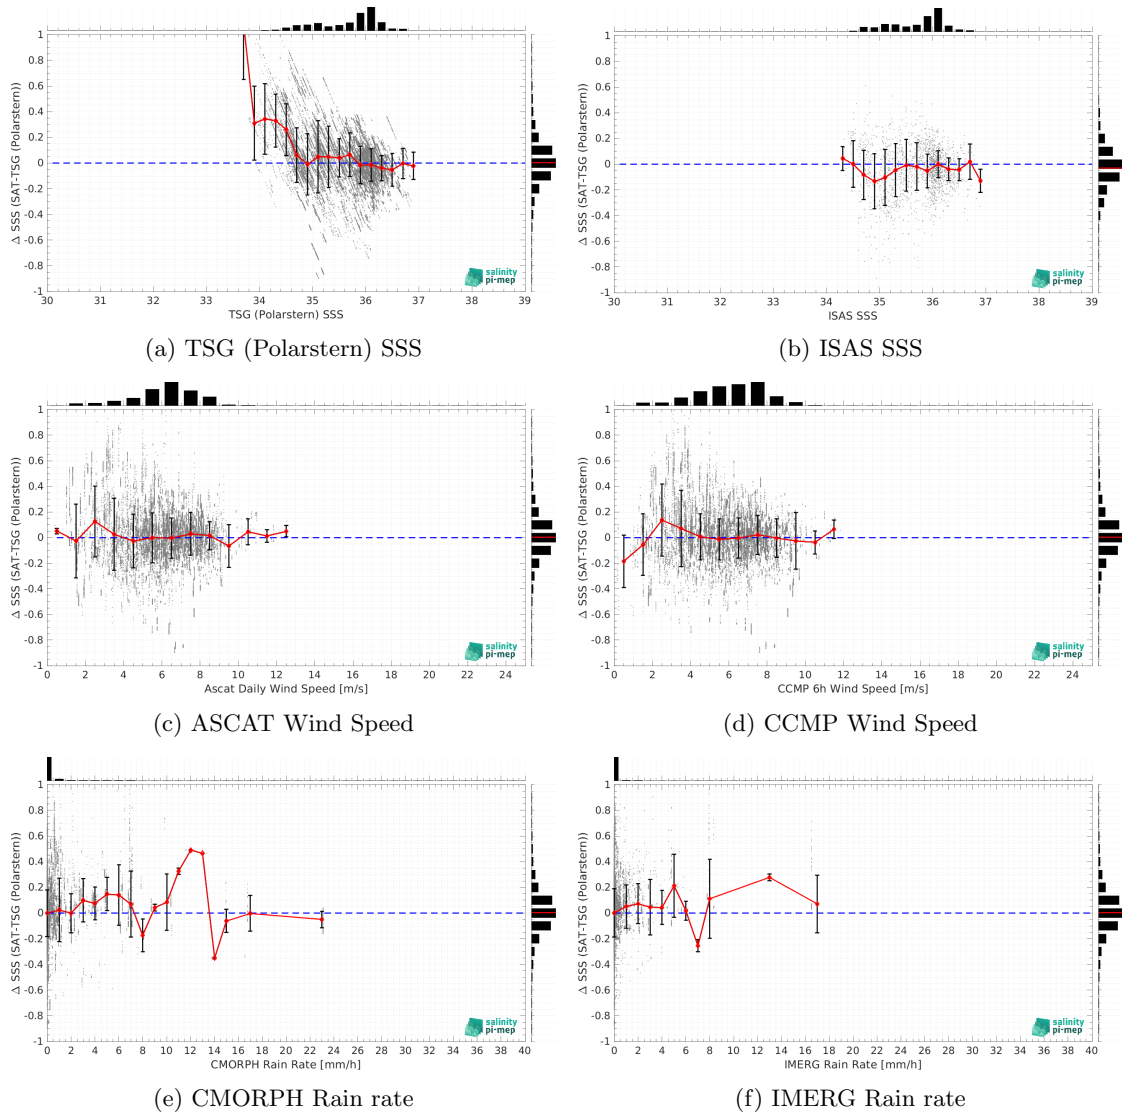 1
0.8
0.6
0.4
0.2
0
-0.2
-0.4
-0.6
-0.8
-1
Δ SSS (SAT-TSG (Polarstern))
30 31 32 33 34 35 36 37 38 39
TSG (Polarstern) SSS
salinity
pi-mep
(a) TSG (Polarstern) SSS
1
0.8
0.6
0.4
0.2
0
-0.2
-0.4
-0.6
-0.8
-1
Δ SSS (SAT-TSG (Polarstern))
30 31 32 33 34 35 36 37 38 39
ISAS SSS
salinity
pi-mep
(b) ISAS SSS
1
0.8
0.6
0.4
0.2
0
-0.2
-0.4
-0.6
-0.8
-1
Δ SSS (SAT-TSG (Polarstern))
0 2 4 6 8 10 12 14 16 18 20 22 24
Ascat Daily Wind Speed [m/s]
salinity
pi-mep
(c) ASCAT Wind Speed
1
0.8
0.6
0.4
0.2
0
-0.2
-0.4
-0.6
-0.8
-1
Δ SSS (SAT-TSG (Polarstern))
0 2 4 6 8 10 12 14 16 18 20 22 24
CCMP 6h Wind Speed [m/s]
salinity
pi-mep
(d) CCMP Wind Speed
1
0.8
0.6
0.4
0.2
0
-0.2
-0.4
-0.6
-0.8
-1
Δ SSS (SAT-TSG (Polarstern))
0 2 4 6 8 10 12 14 16 18 20 22 24 26 28 30 32 34 36 38 40
CMORPH Rain Rate [mm/h]
salinity
pi-mep
(e) CMORPH Rain rate
1
0.8
0.6
0.4
0.2
0
-0.2
-0.4
-0.6
-0.8
-1
Δ SSS (SAT-TSG (Polarstern))
0 2 4 6 8 10 12 14 16 18 20 22 24 26 28 30 32 34 36 38 40
IMERG Rain Rate [mm/h]
salinity
pi-mep
(f) IMERG Rain rate